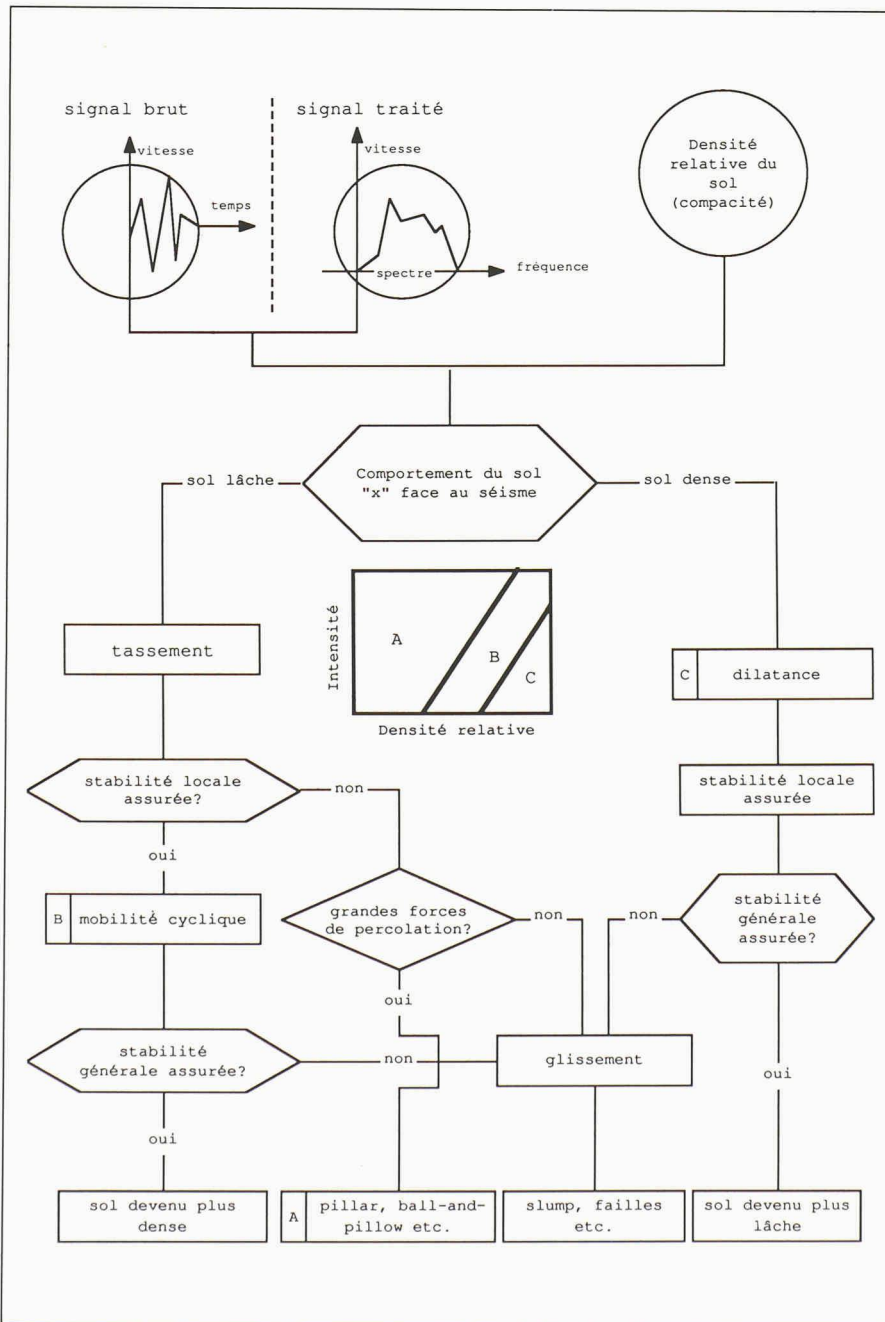 signal brut
signal traité
vitesse
temps
vitesse
spectre
fréquence
Densité
relative du
sol
(compacité)
Comportement du sol
"x" face au séisme
sol lâche
sol dense
Intensité
A
B
C
Densité relative
tassement
C
dilatance
stabilité locale
assurée?
non
oui
stabilité locale
assurée
B
mobilité cyclique
grandes forces
de percolation?
non
non
stabilité
générale
assurée?
oui
stabilité
générale assurée?
non
glissement
oui
oui
sol devenu plus
dense
A
pillar, ball-and-
pillow etc.
slump, failles
etc.
sol devenu plus
lâche